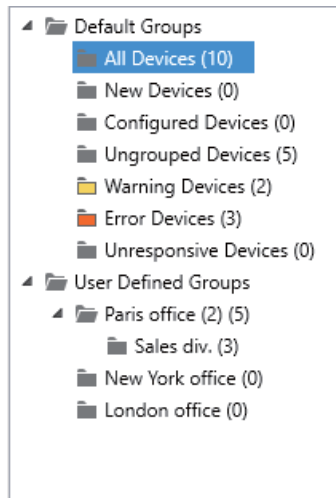 Default Groups
All Devices (10)
New Devices (0)
Configured Devices (0)
Ungrouped Devices (5)
Warning Devices (2)
Error Devices (3)
Unresponsive Devices (0)
User Defined Groups
Paris office (2) (5)
Sales div. (3)
New York office (0)
London office (0)